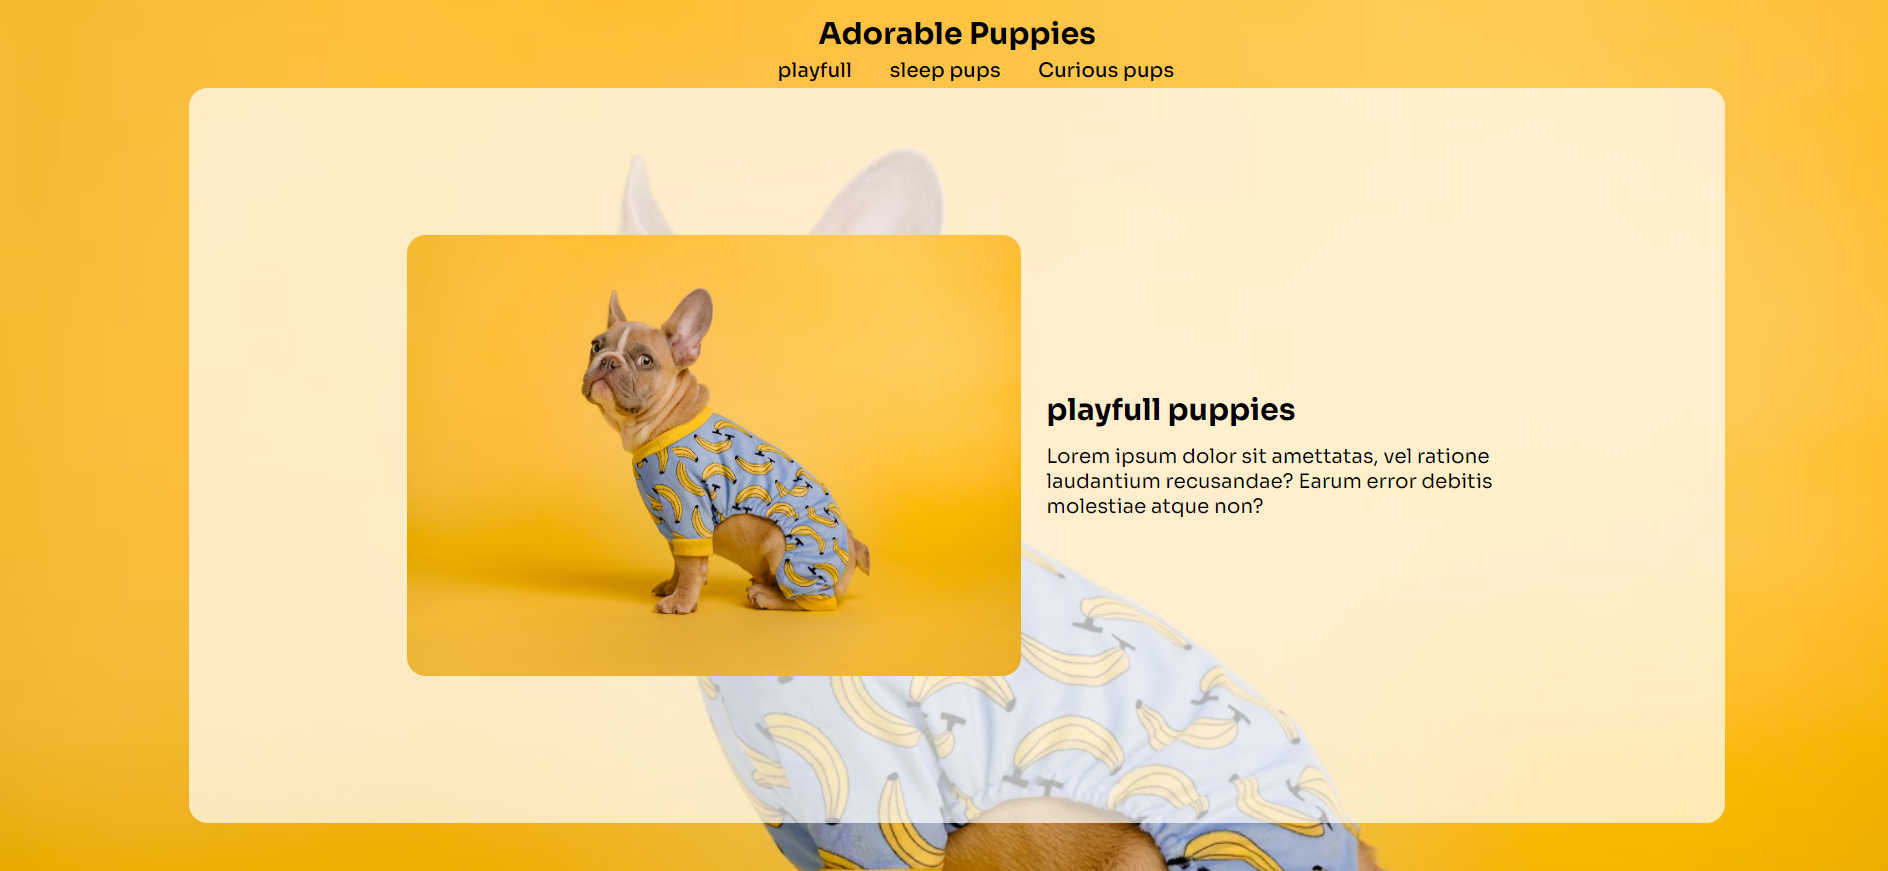 Adorable Puppies
playfull sleep pups Curious pups
playfull puppies
Lorem ipsum dolor sit amettatas, vel ratione
laudantium recusandae? Earum error debitis
molestiae atque non?